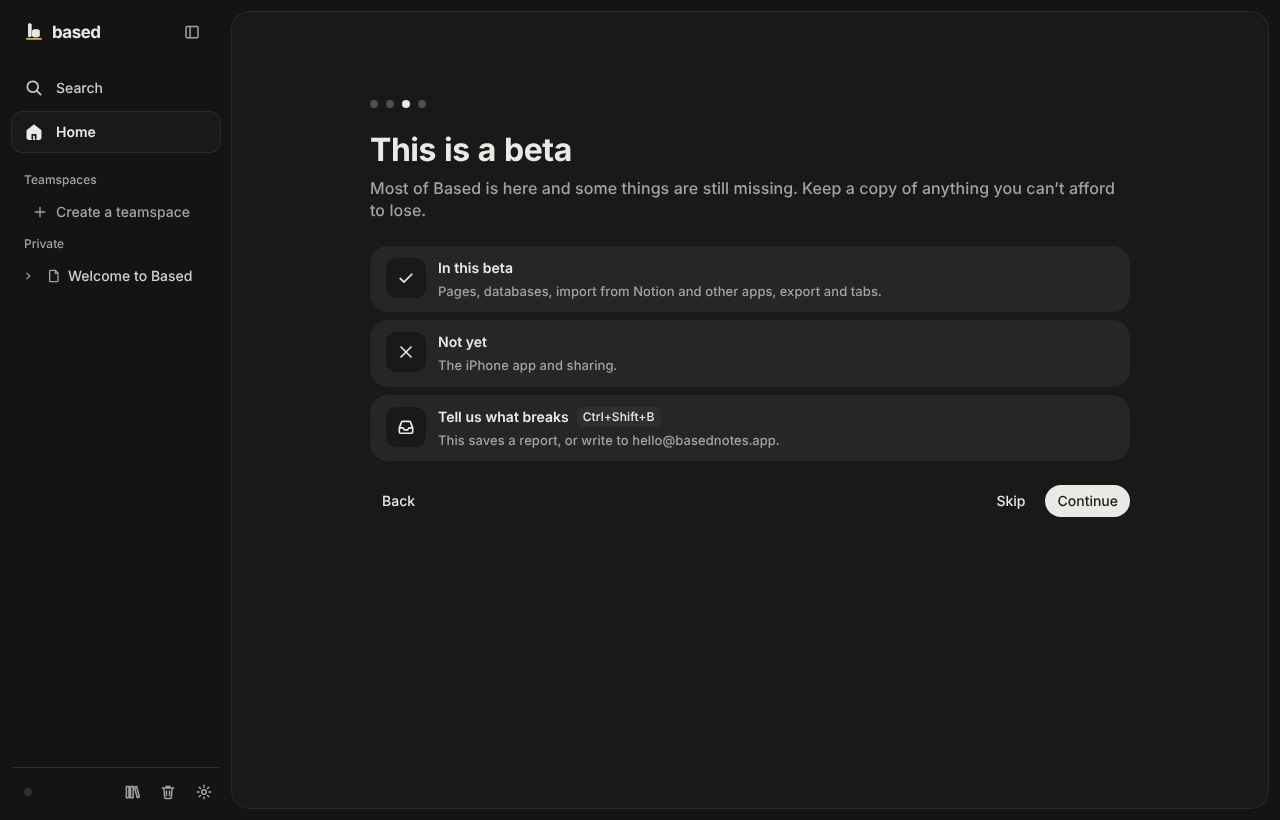 based
Search
Home
Teamspaces
Create a teamspace
Private
Welcome to Based
This is a beta
Most of Based is here and some things are still missing. Keep a copy of anything you can’t afford
to lose.
In this beta
Pages, databases, import from Notion and other apps, export and tabs.
Not yet
The iPhone app and sharing.
Tell us what breaks Ctrl+Shift+B
This saves a report, or write to hello@basednotes.app.
Back
Skip
Continue